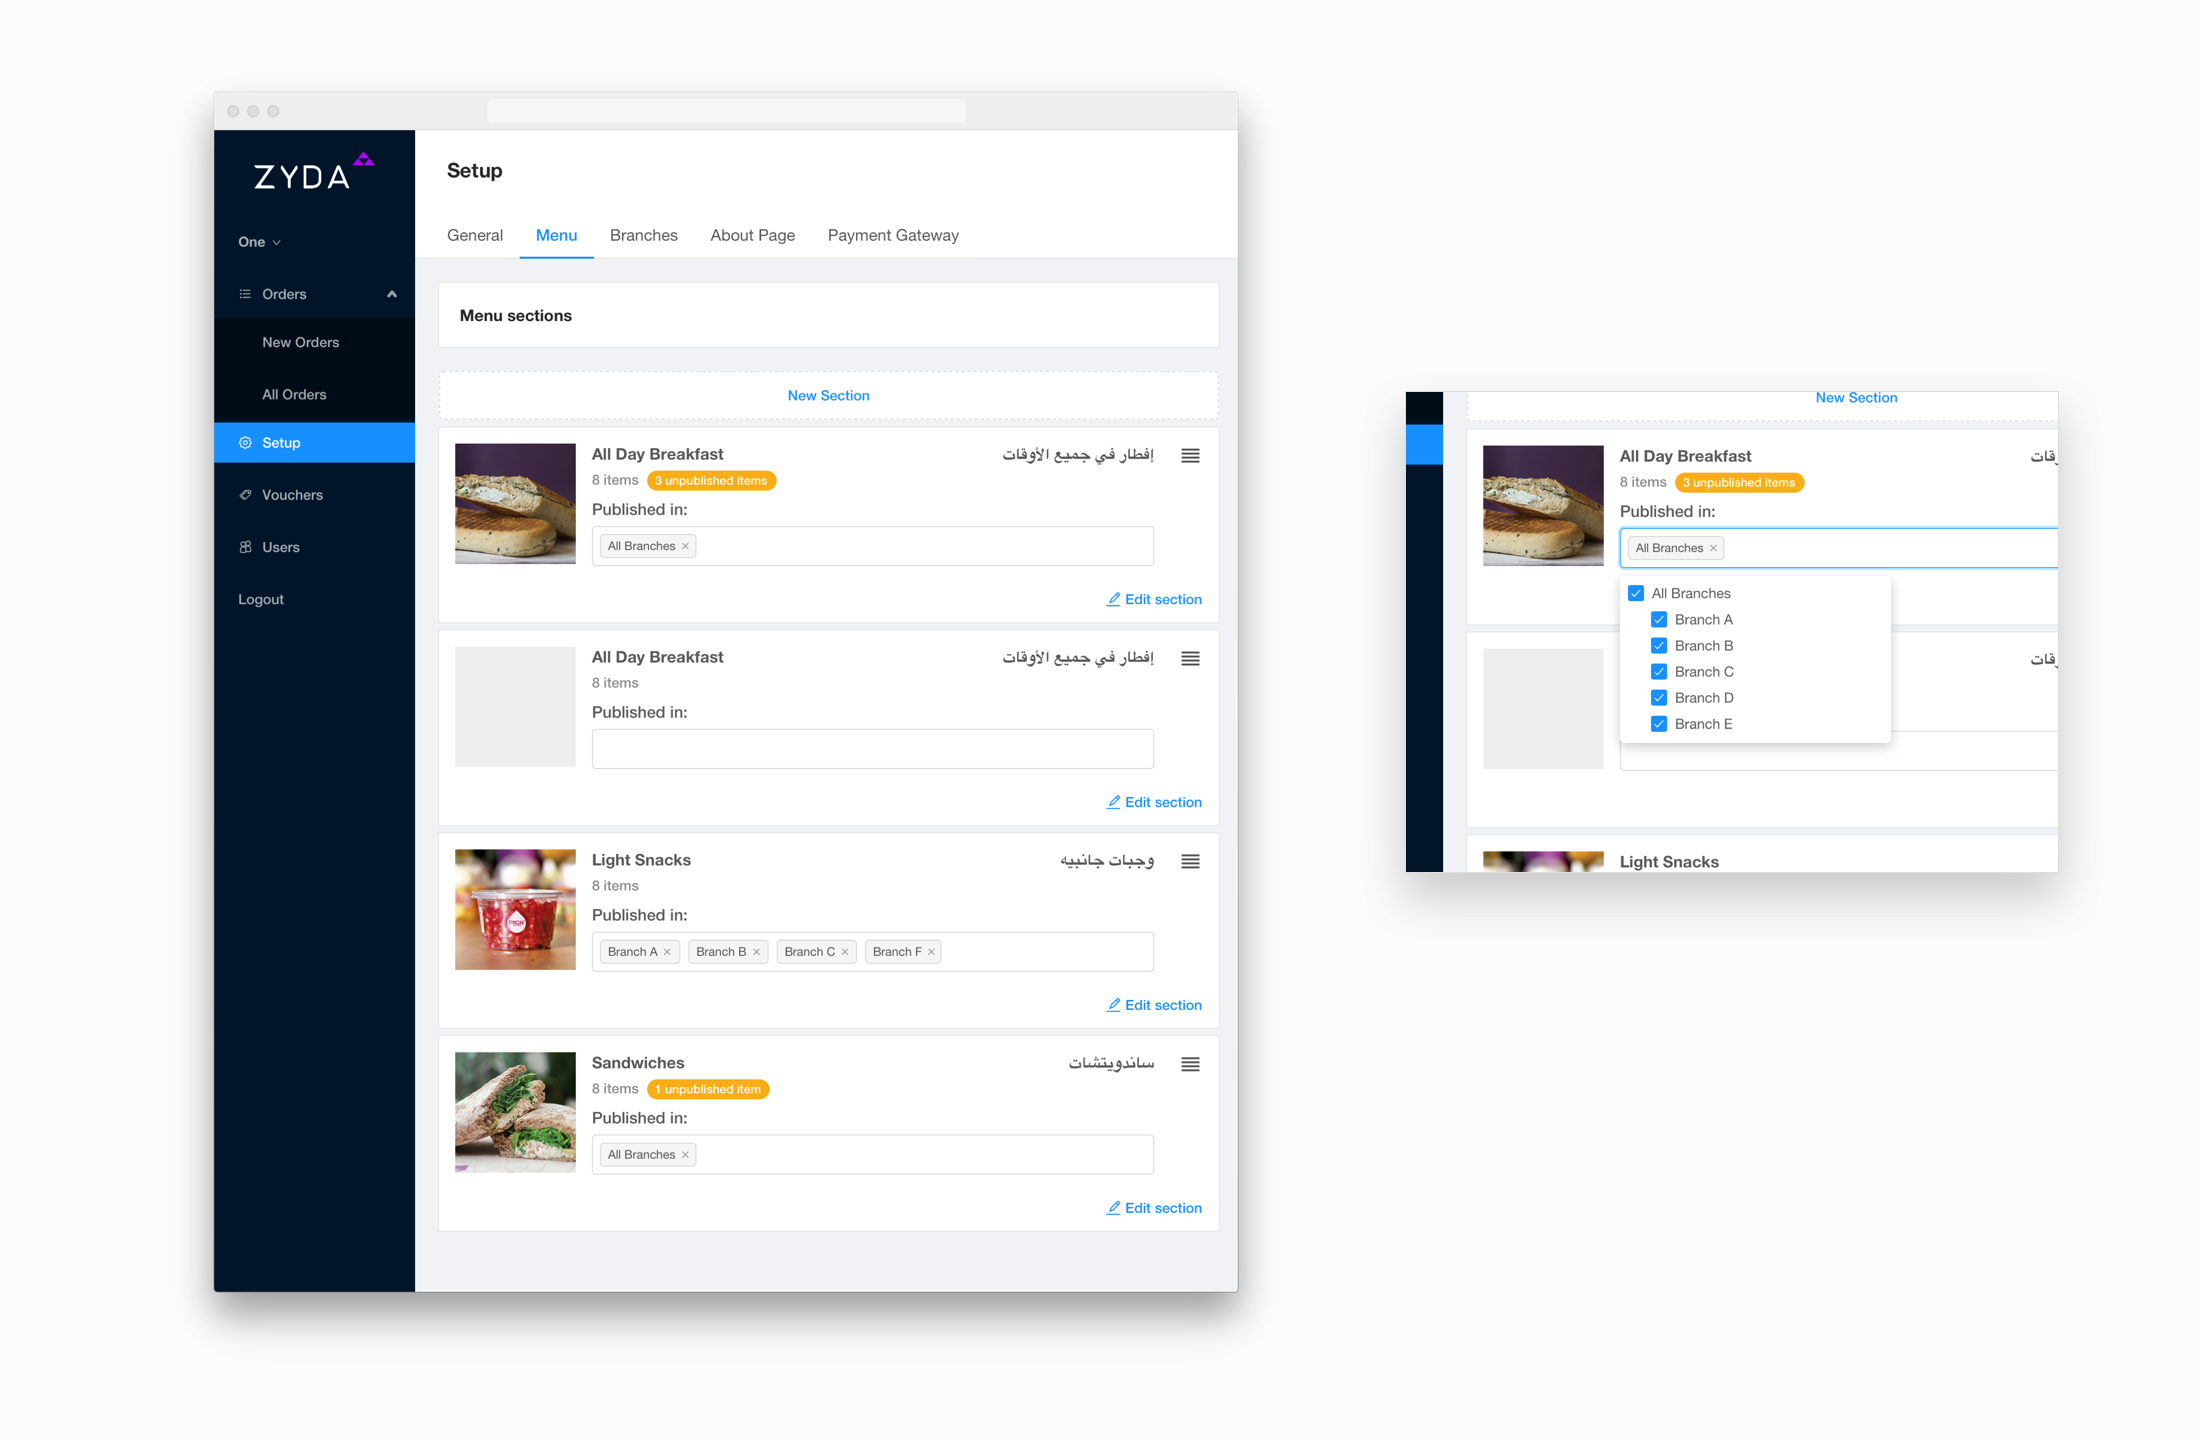 ZYDA
One
Orders
New Orders
All Orders
Setup
Vouchers
Users
Logout
Setup
General Menu Branches About Page Payment Gateway
Menu sections
New Section
All Day Breakfast إفطار في جميع الأوقات
8 items 3 unpublished items
Published in:
All Branches ×
Edit section
All Day Breakfast إفطار في جميع الأوقات
8 items
Published in:
Edit section
Light Snacks وجبات جانبيه
8 items
Published in:
PICK
Branch A × Branch B × Branch C × Branch F ×
Edit section
Sandwiches ساندويتشات
8 items 1 unpublished item
Published in:
All Branches ×
Edit section
New Section
All Day Breakfast
8 items 3 unpublished items
Published in:
All Branches ×
All Branches
Branch A
Branch B
Branch C
Branch D
Branch E
Light Snacks